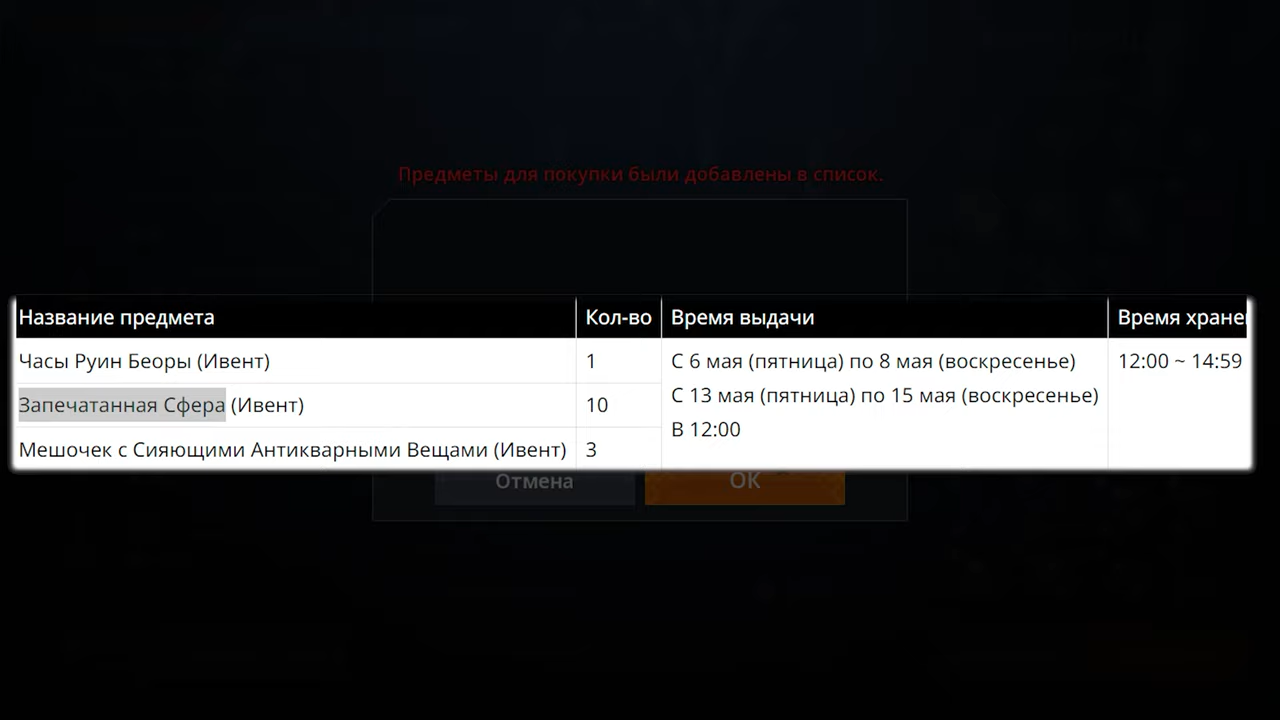 Предметы для покупки были добавлены в список.
Название предмета Кол-во Время выдачи Время хране
Часы Руин Беоры (Ивент) 1 С 6 мая (пятница) по 8 мая (воскресенье) 12:00 ~ 14:59
С 13 мая (пятница) по 15 мая (воскресенье)
Запечатанная Сфера (Ивент) 10
В 12:00
Мешочек с Сияющими Антикварными Вещами (Ивент) 3
Отмена ОК